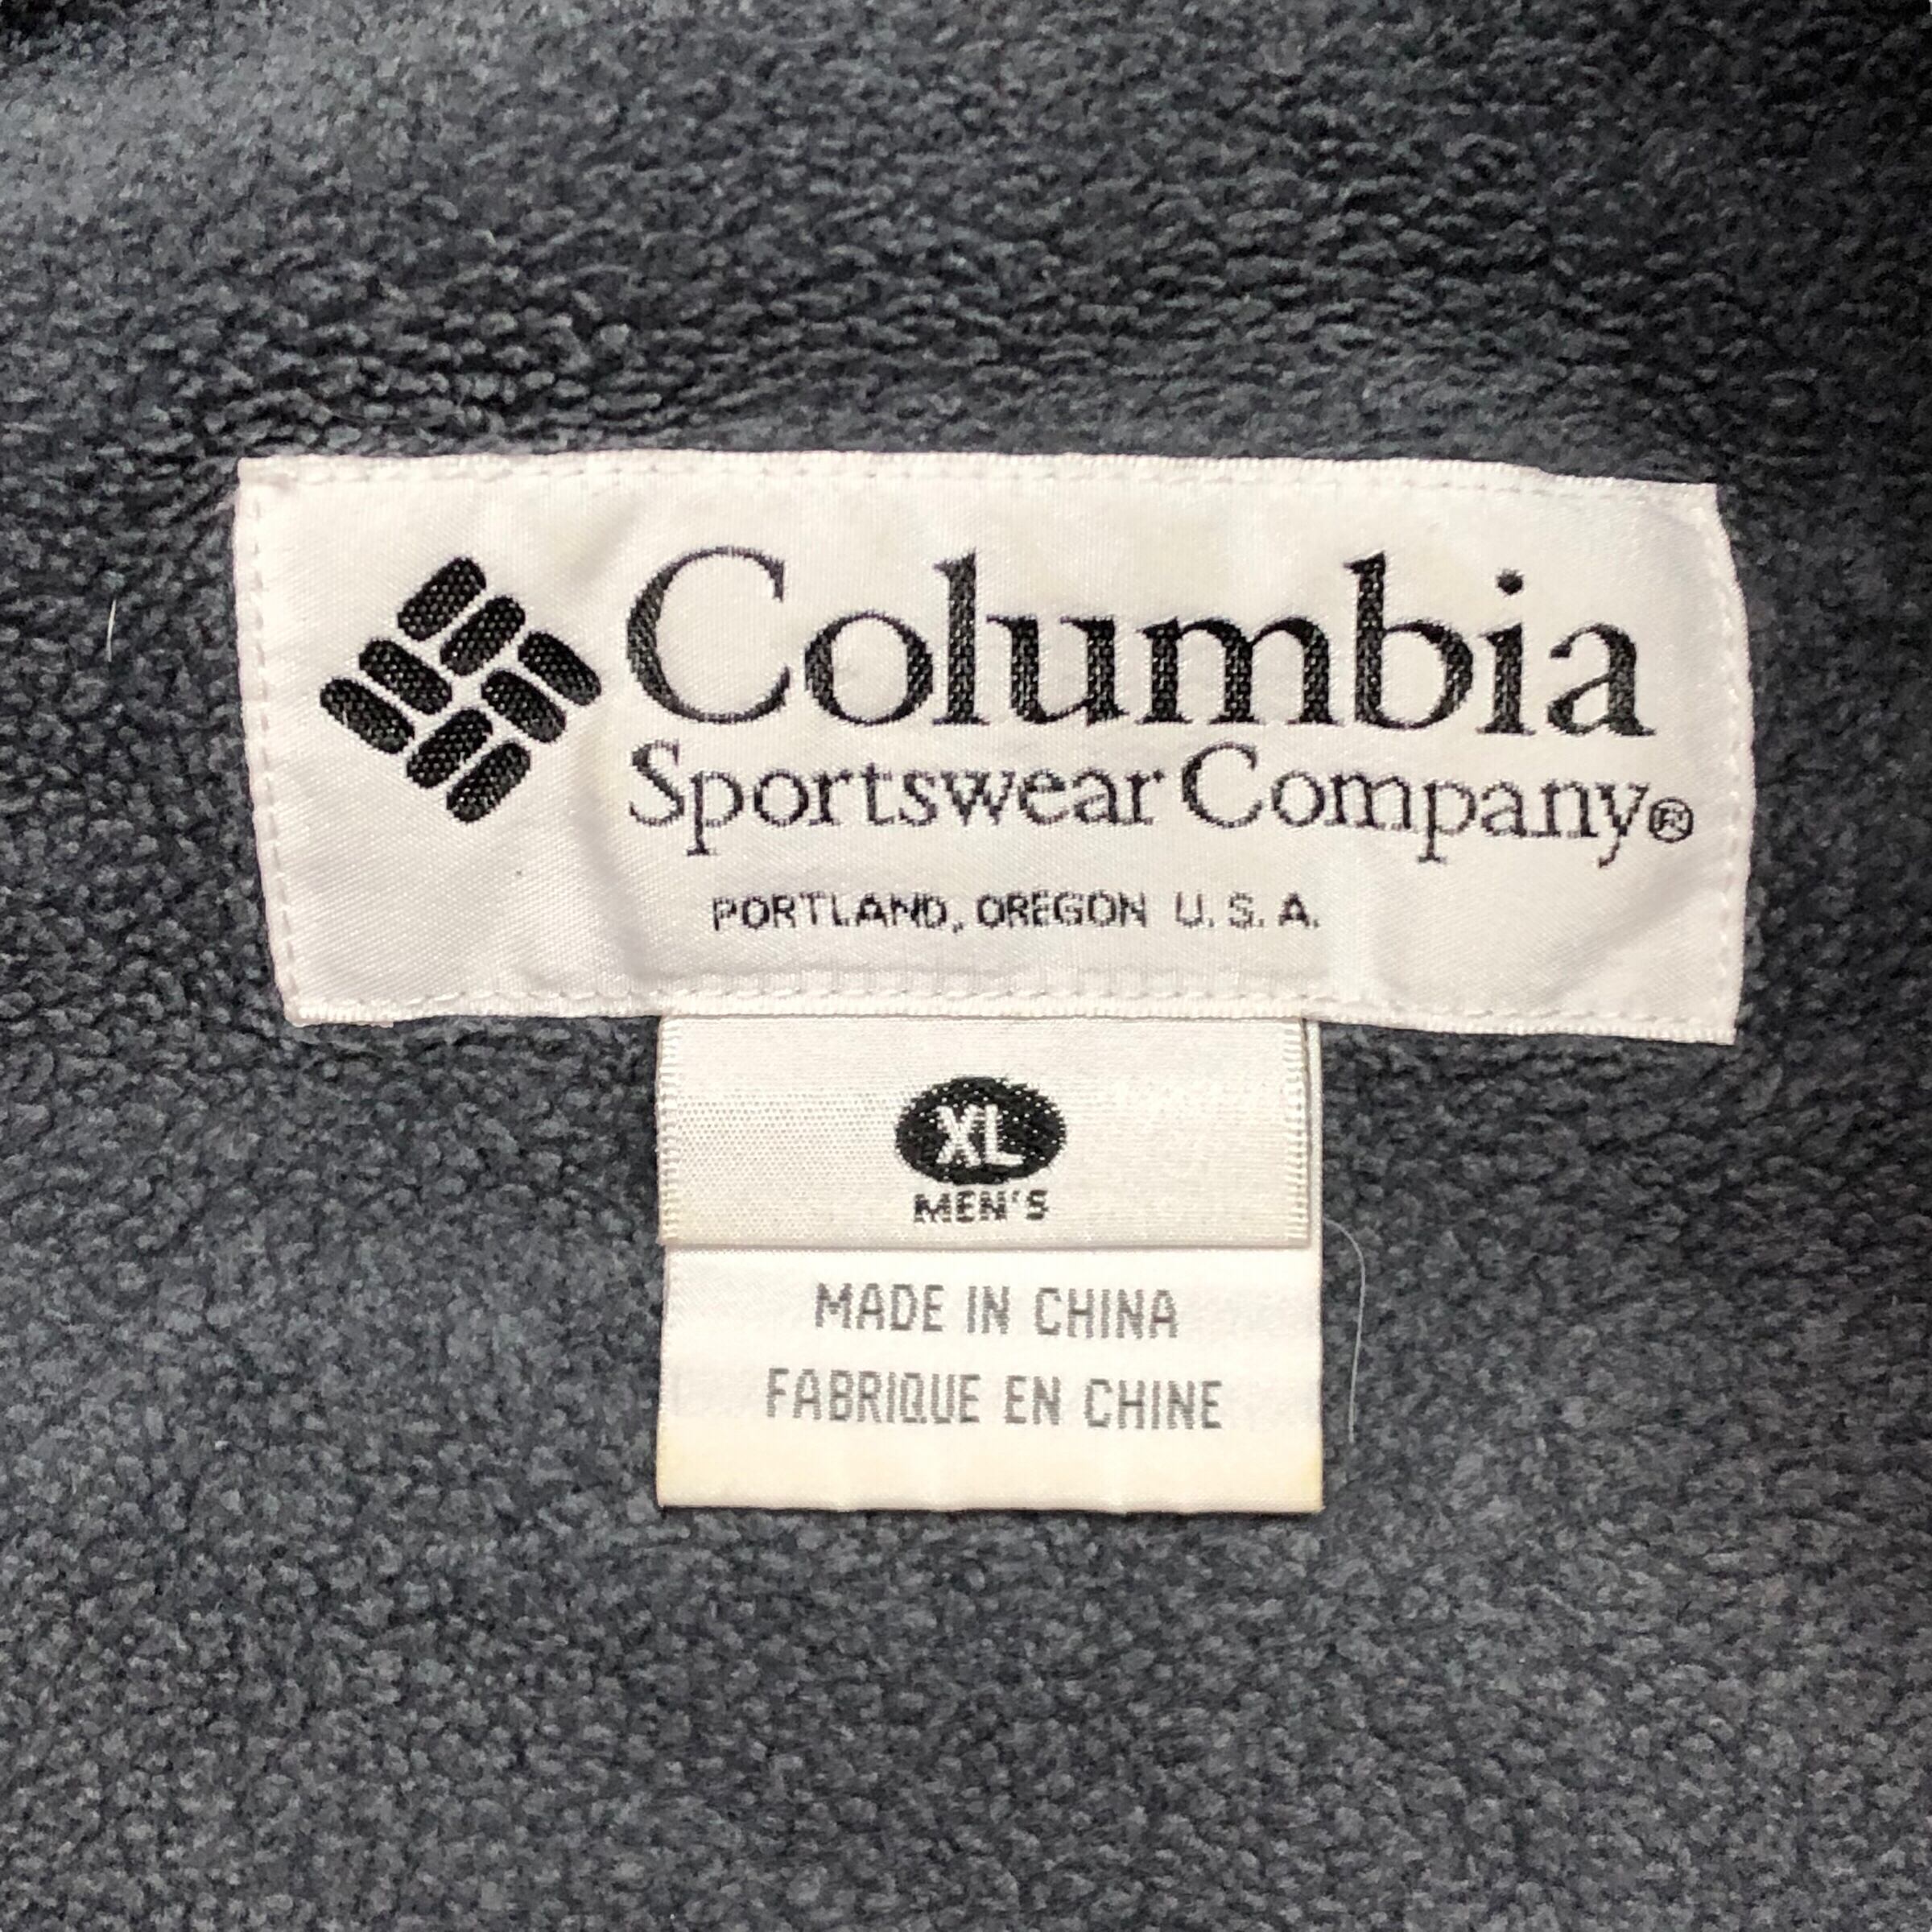 Columbia
Sportswear Company®
PORTLAND, OREGON U.S.A.
XL
MEN'S
MADE IN CHINA
FABRIQUE EN CHINE